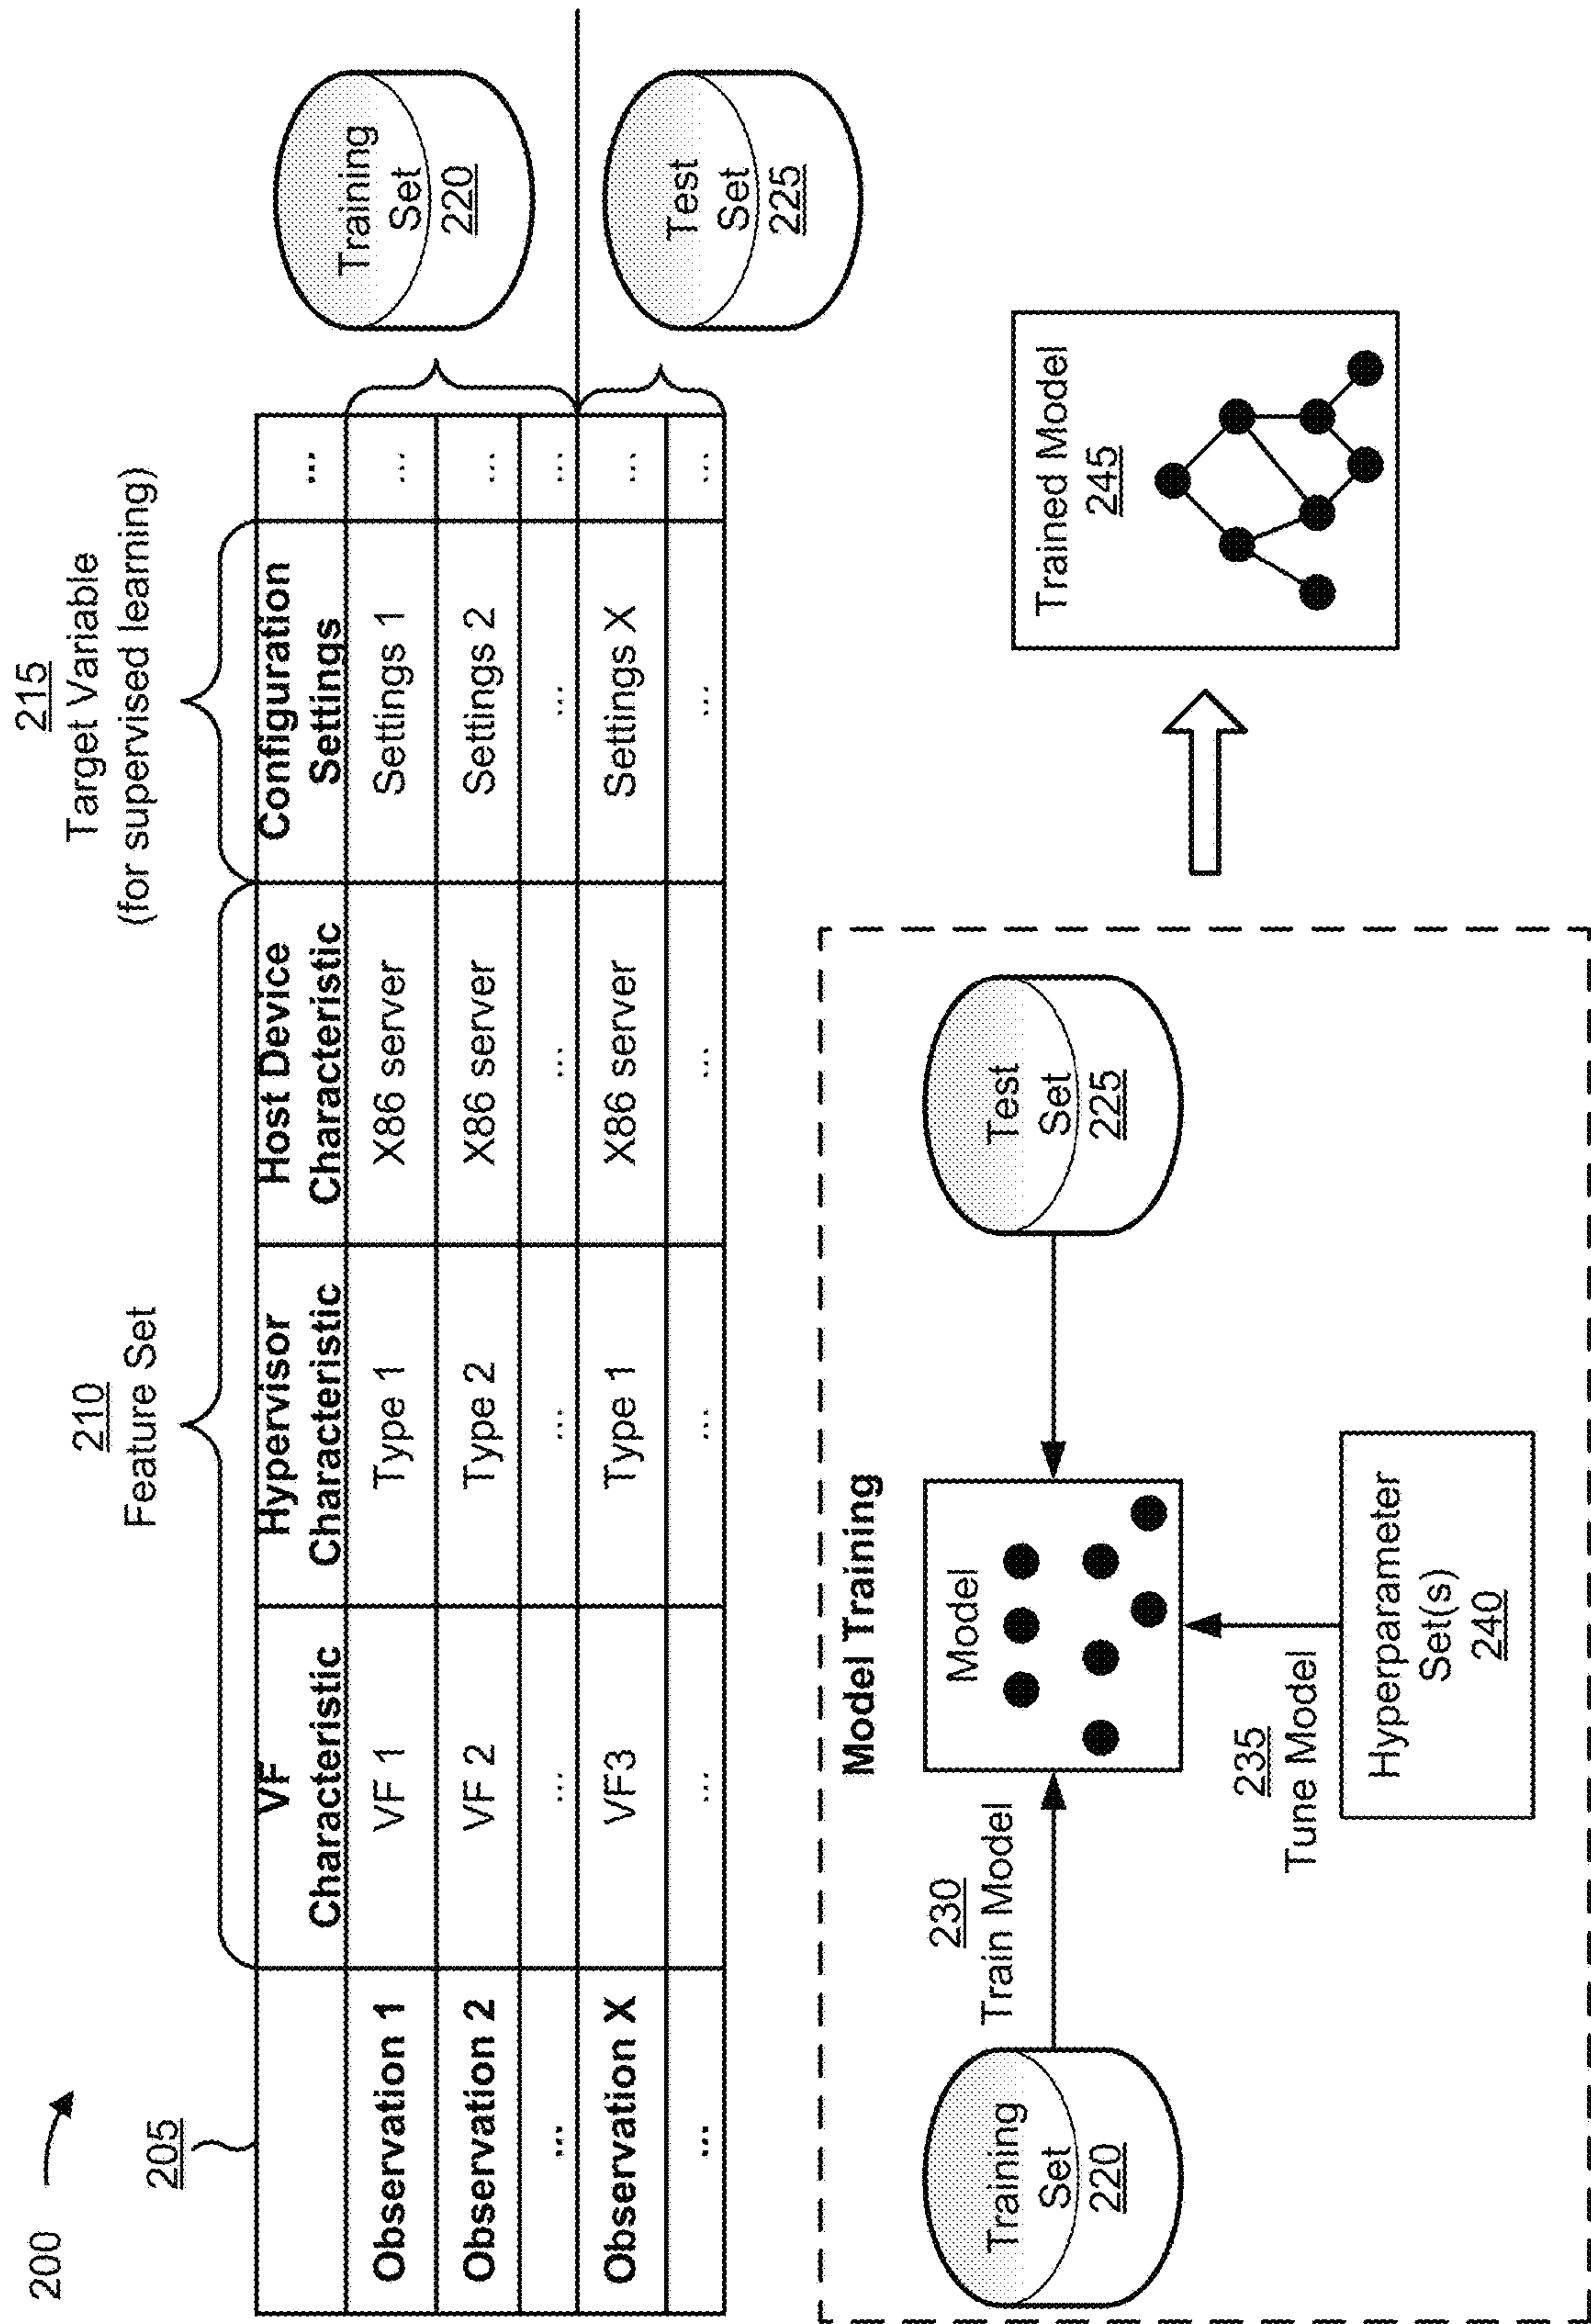 200
205
210
Feature Set
215
Target Variable
(for supervised learning)
VF
Characteristic
Hypervisor
Characteristic
Host Device
Characteristic
Configuration
Settings
...
Observation 1
VF 1
Type 1
X86 server
Settings 1
...
Observation 2
VF 2
Type 2
X86 server
Settings 2
...
...
...
...
...
...
...
Observation X
VF3
Type 1
X86 server
Settings X
...
...
...
...
...
...
...
Training
Set
220
Test
Set
225
Model Training
Training
Set
220
230
Train Model
Model
Test
Set
225
235
Tune Model
Hyperparameter
Set(s)
240
Trained Model
245